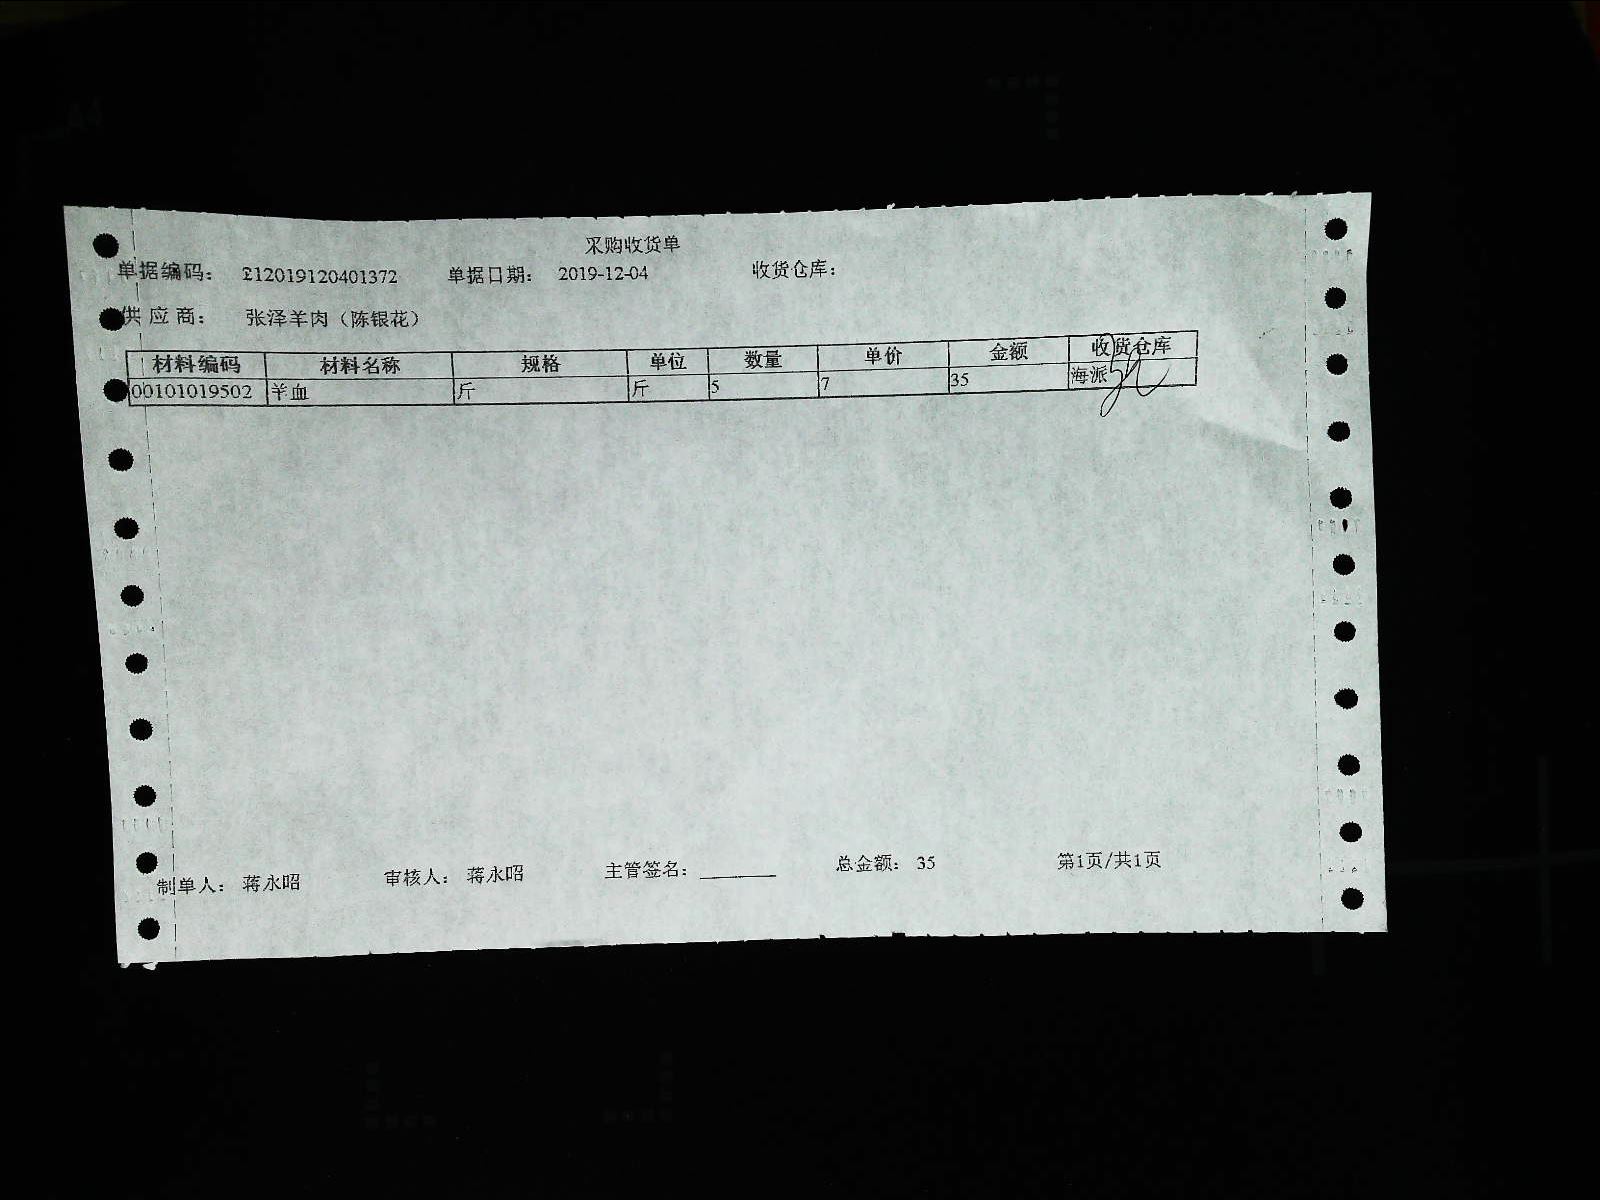 采购收货单
单据编码： 212019120401372 单据日期： 2019-12-04 收货仓库：
供应商： 张泽羊肉（陈银花）
材料编码 材料名称 规格 单位 数量 单价 金额 收货仓库
00101019502 羊血 斤 斤 5 7 35 海派
制单人： 蒋永昭 审核人： 蒋永昭 主管签名：________ 总金额： 35 第1页/共1页